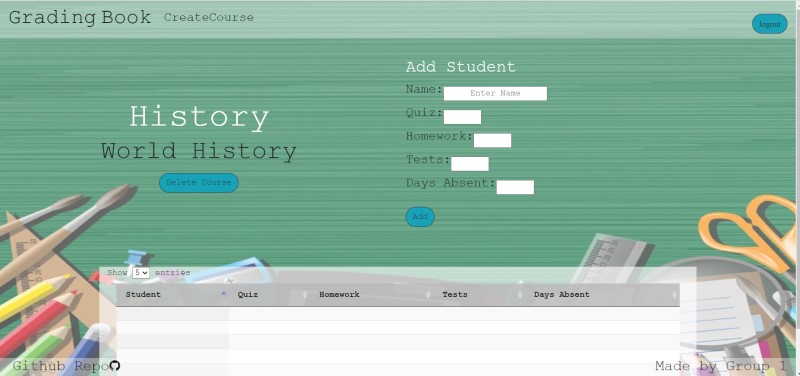 Grading Book CreateCourse
logout
History
World History
Delete Course
Add Student
Name: Enter Name
Quiz:
Homework:
Tests:
Days Absent:
Add
Show 5 entries
Student Quiz Homework Tests Days Absent
Github Repo
Made by Group 1